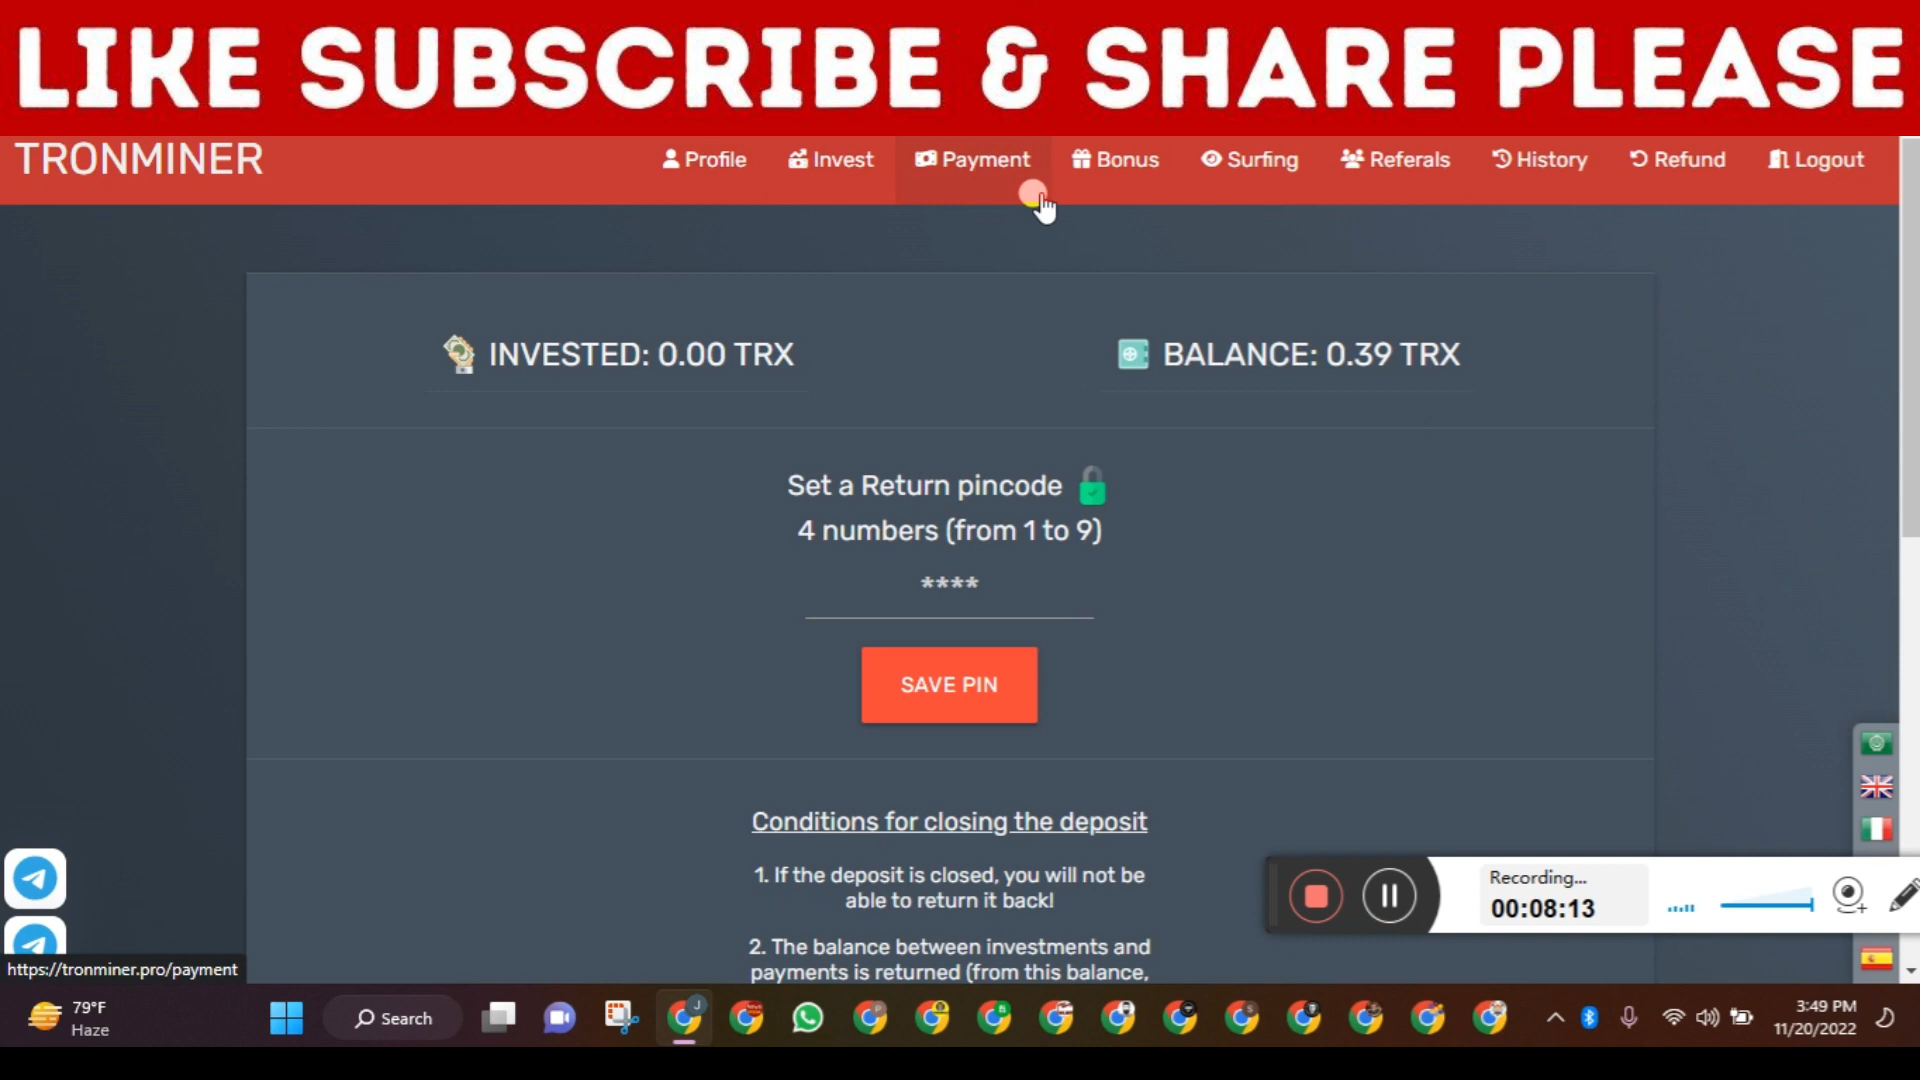 LIKE SUBSCRIBE & SHARE PLEASE
TRONMINER
Profile
Invest
Payment
Bonus
Surfing
Referrals
History
Refund
Logout
INVESTED: 0.00 TRX
BALANCE: 0.39 TRX
Set a Return pincode
4 numbers (from 1 to 9)
****
SAVE PIN
Conditions for closing the deposit
1. If the deposit is closed, you will not be
able to return it back!
2. The balance between investments and
payments is returned (from this balance,
Recording...
00:08:13
https://tronminer.pro/payment
79°F
Haze
Search
3:49 PM
11/20/2022